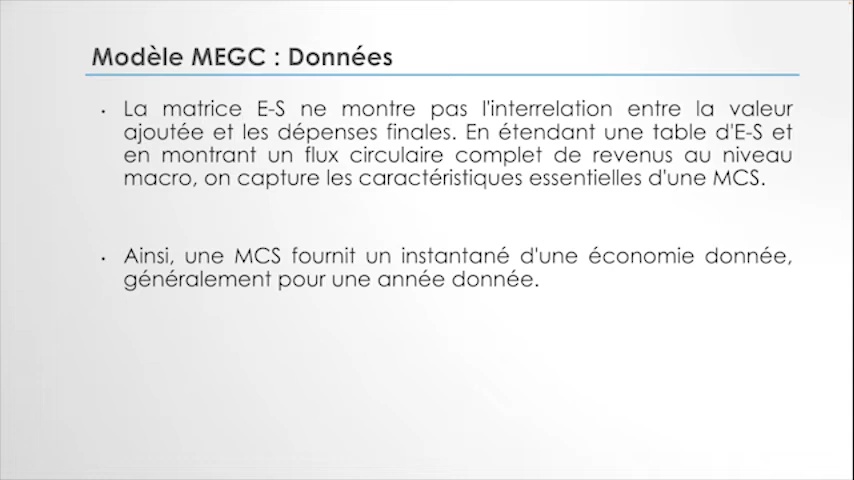 Modèle MEGC : Données
• La matrice E-S ne montre pas l'interrelation entre la valeur
ajoutée et les dépenses finales. En étendant une table d'E-S et
en montrant un flux circulaire complet de revenus au niveau
macro, on capture les caractéristiques essentielles d'une MCS.
• Ainsi, une MCS fournit un instantané d'une économie donnée,
généralement pour une année donnée.